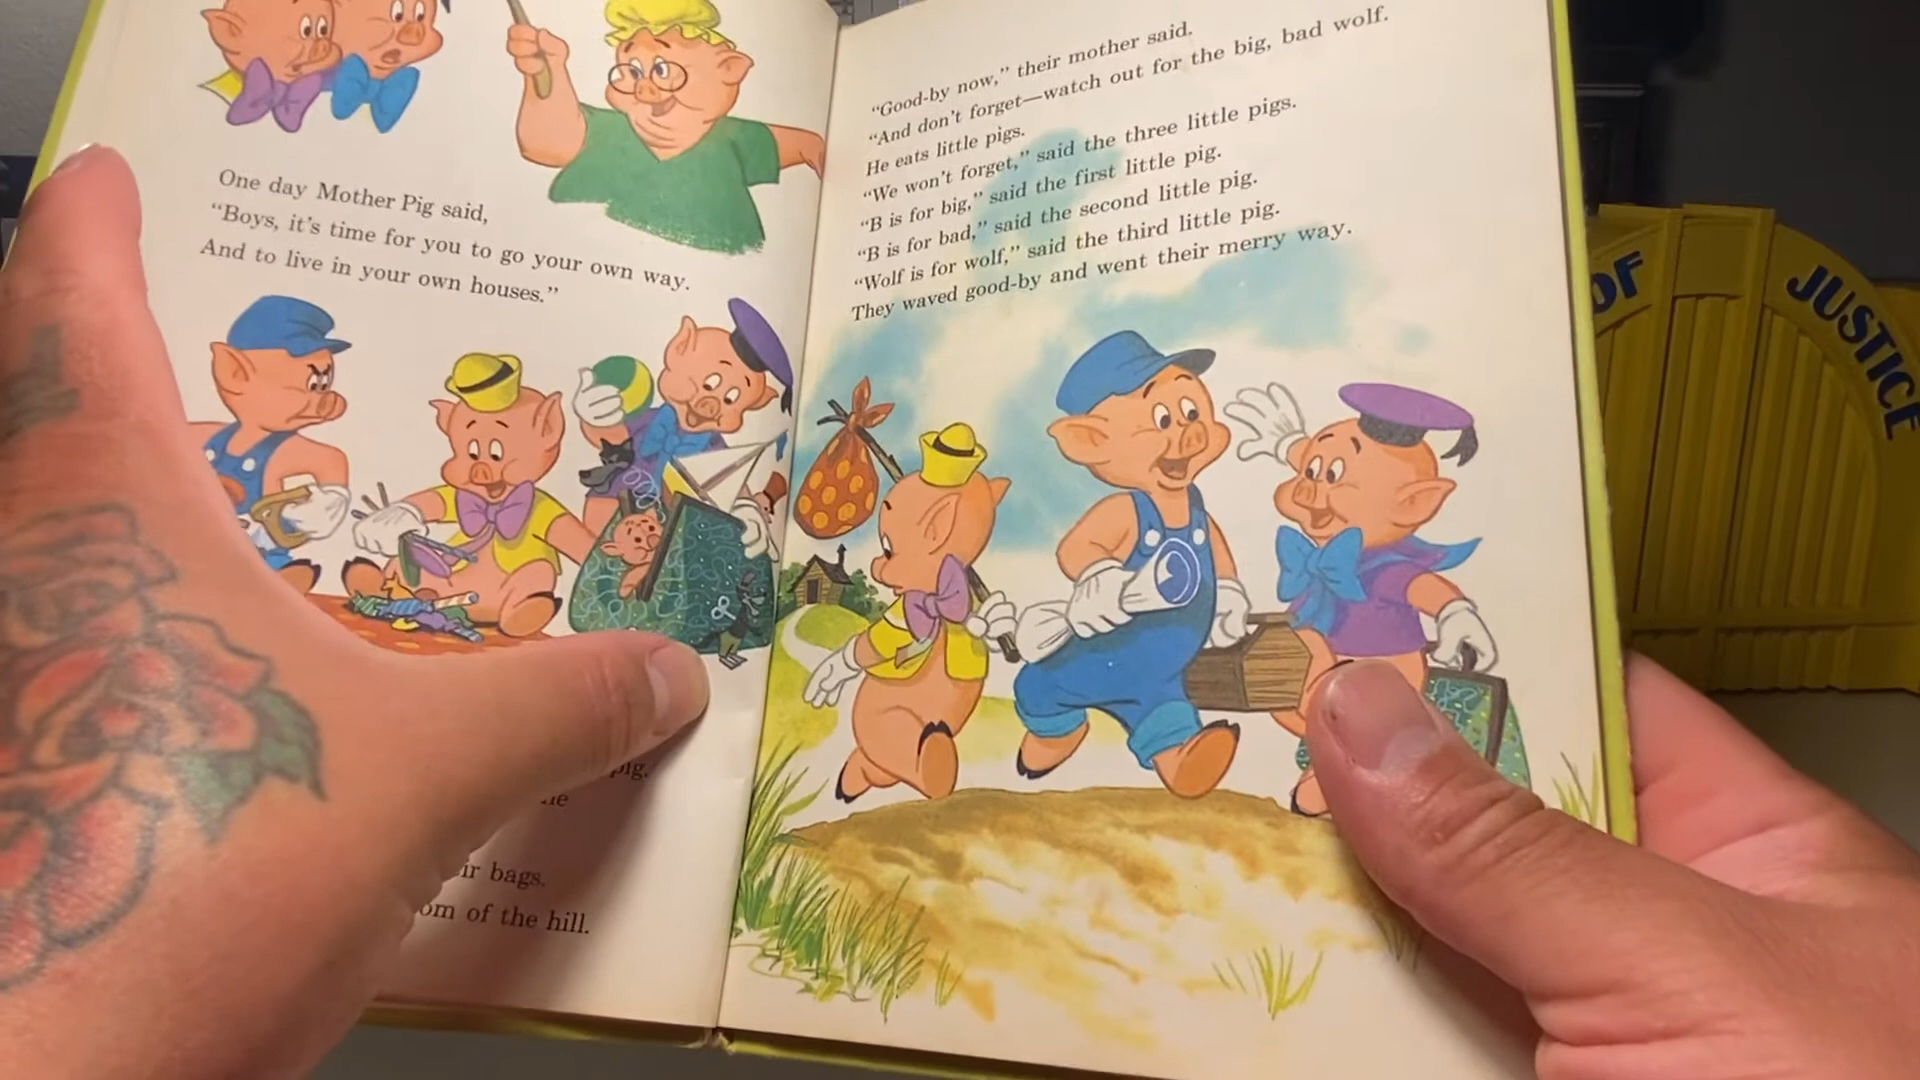 One day Mother Pig said,
“Boys, it’s time for you to go your own way.
And to live in your own houses.”
pig.
bags.
of the hill.
“Good-by now,” their mother said.
“And don’t forget—watch out for the big, bad wolf.
He eats little pigs.
“We won’t forget,” said the three little pigs.
“B is for big,” said the first little pig.
“B is for bad,” said the second little pig.
“Wolf is for wolf,” said the third little pig.
They waved good-by and went their merry way.
OF JUSTICE